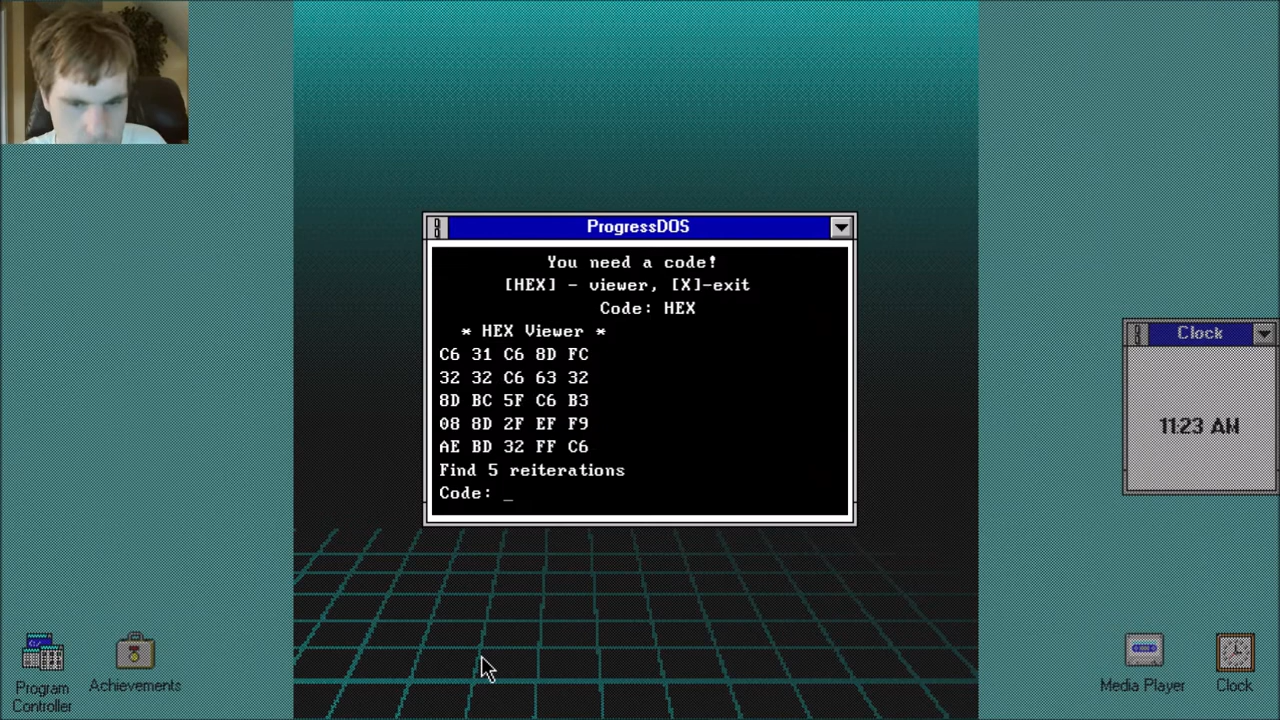 ProgressDOS
You need a code!
[HEX] - viewer, [X]-exit
Code: HEX
* HEX Viewer *
C6 31 C6 8D FC
32 32 C6 63 32
8D BC 5F C6 B3
08 8D 2F EF F9
AE BD 32 FF C6
Find 5 reiterations
Code: _
Clock
11:23 AM
Program
Controller
Achievements
Media Player
Clock